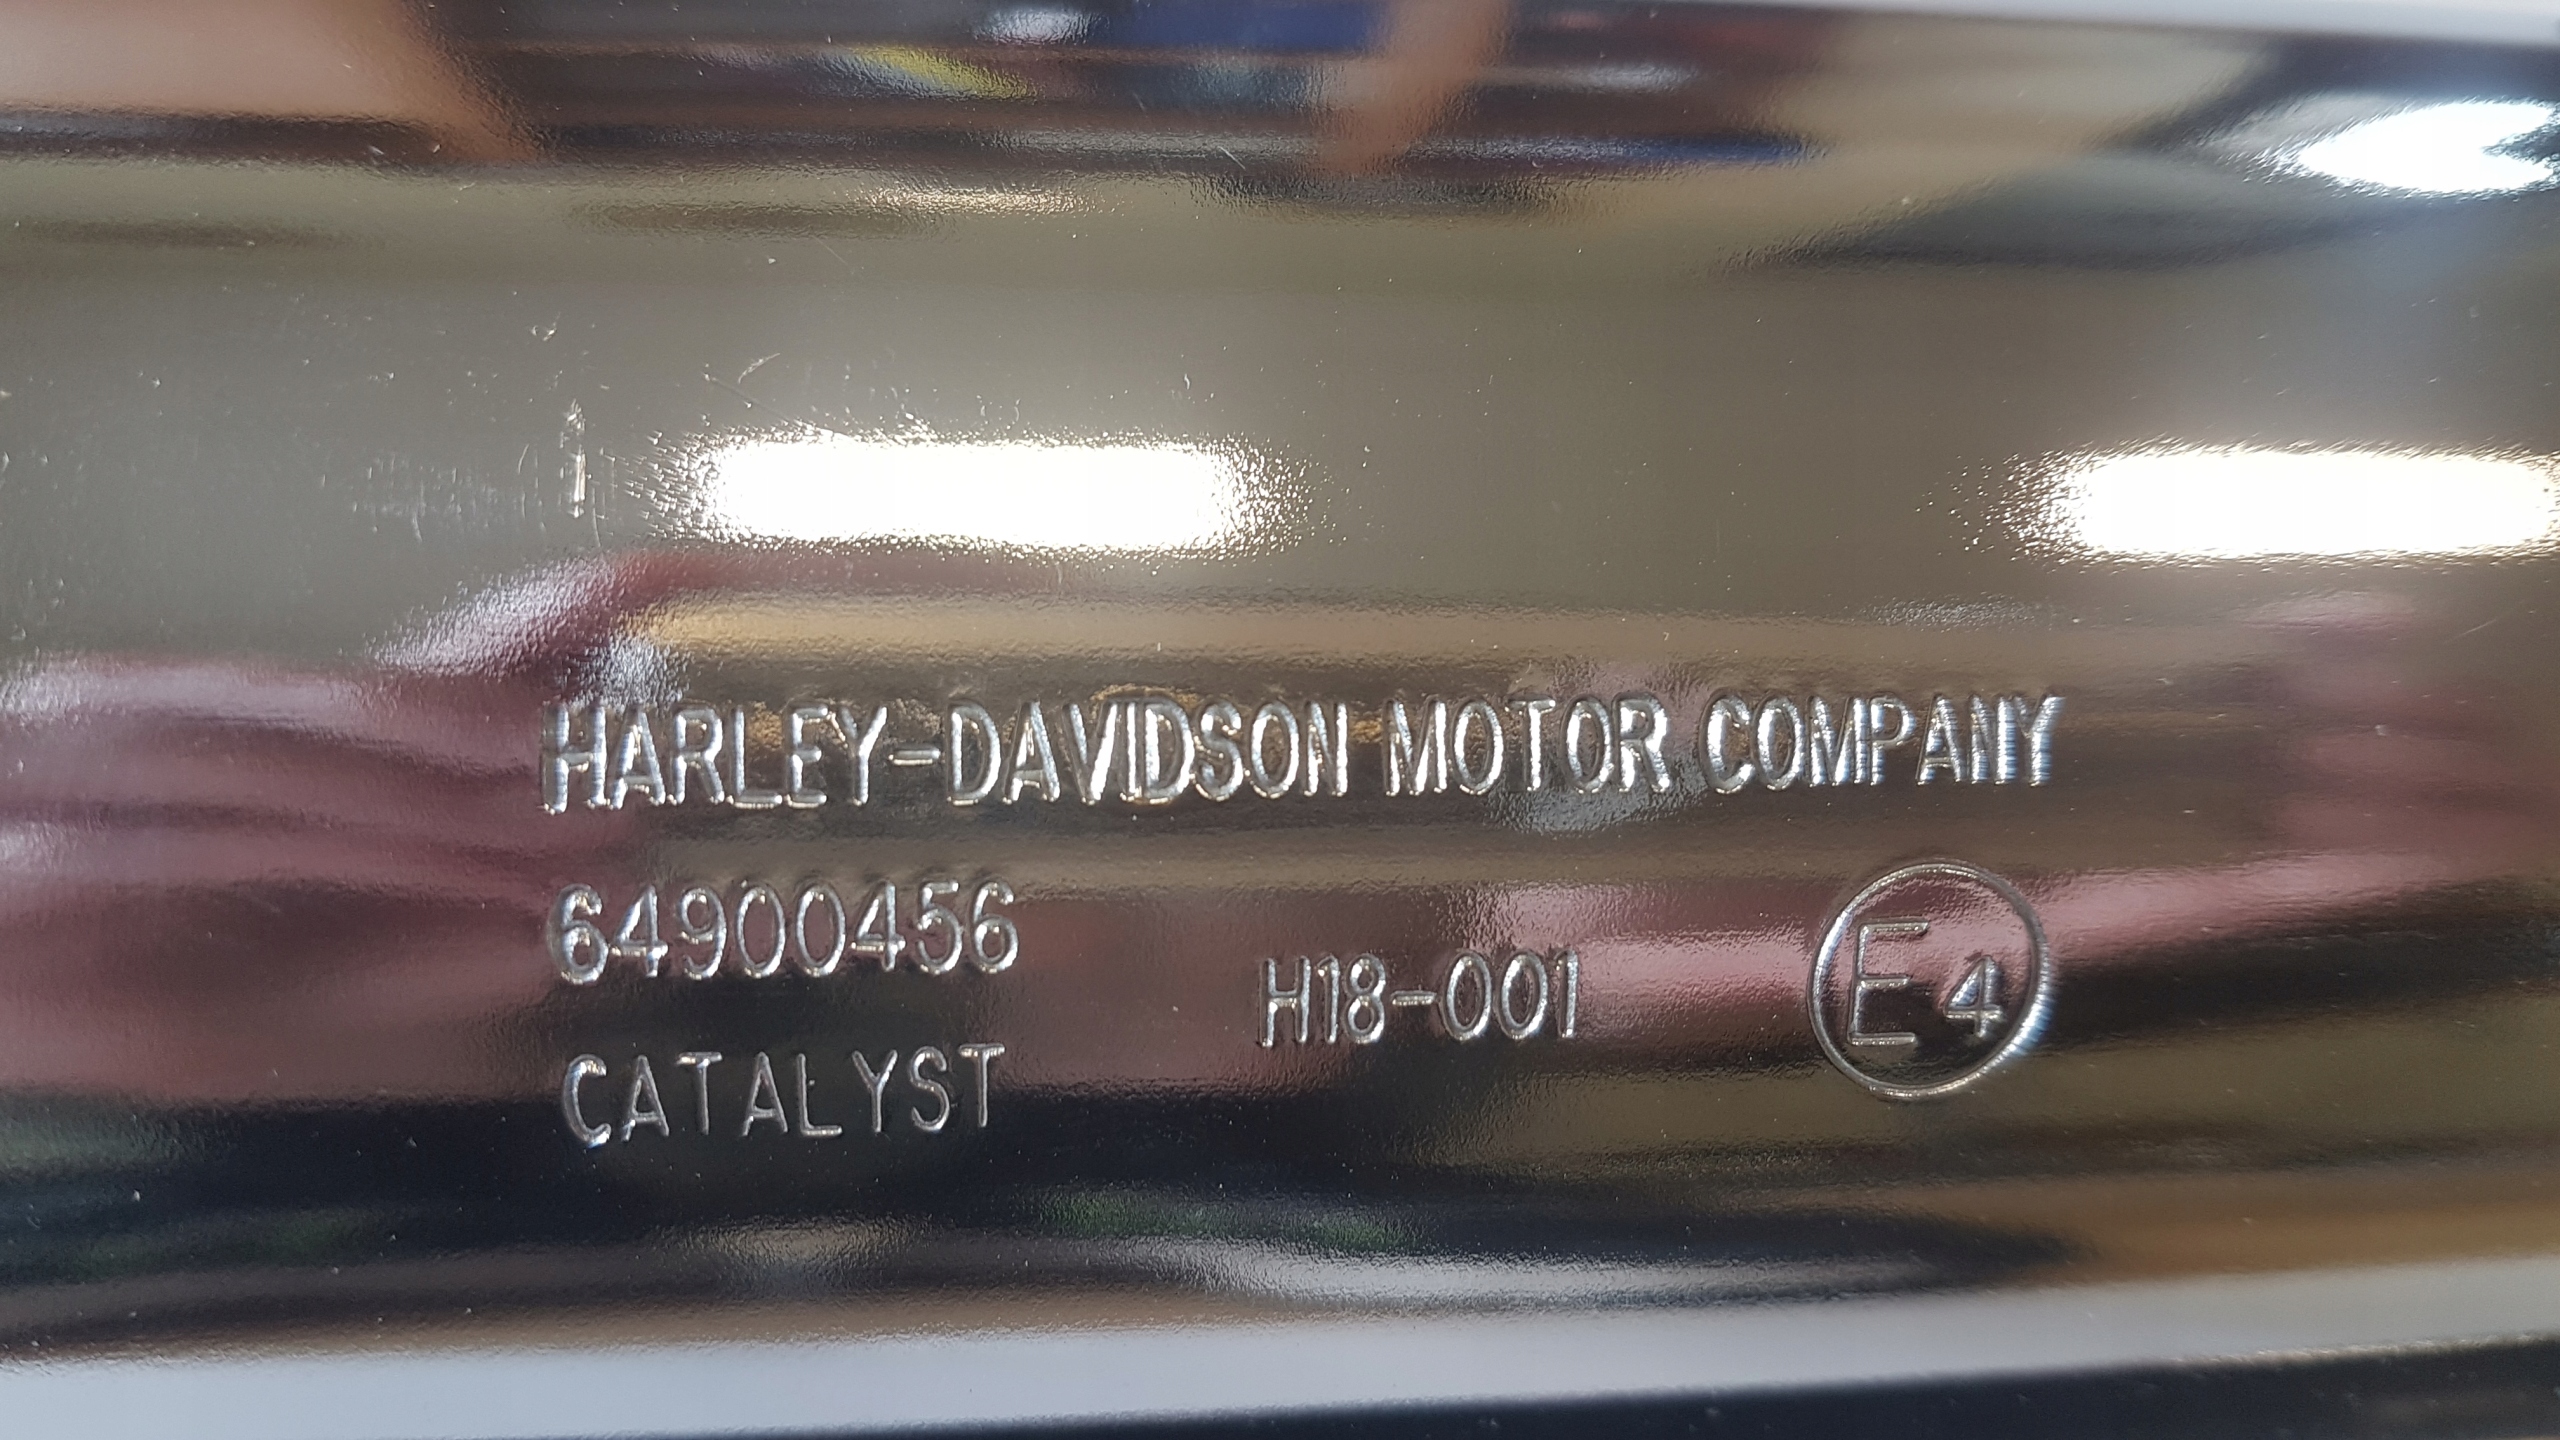 HARLEY-DAVIDSON MOTOR COMPANY
64900456
H18-001
E4
CATALYST